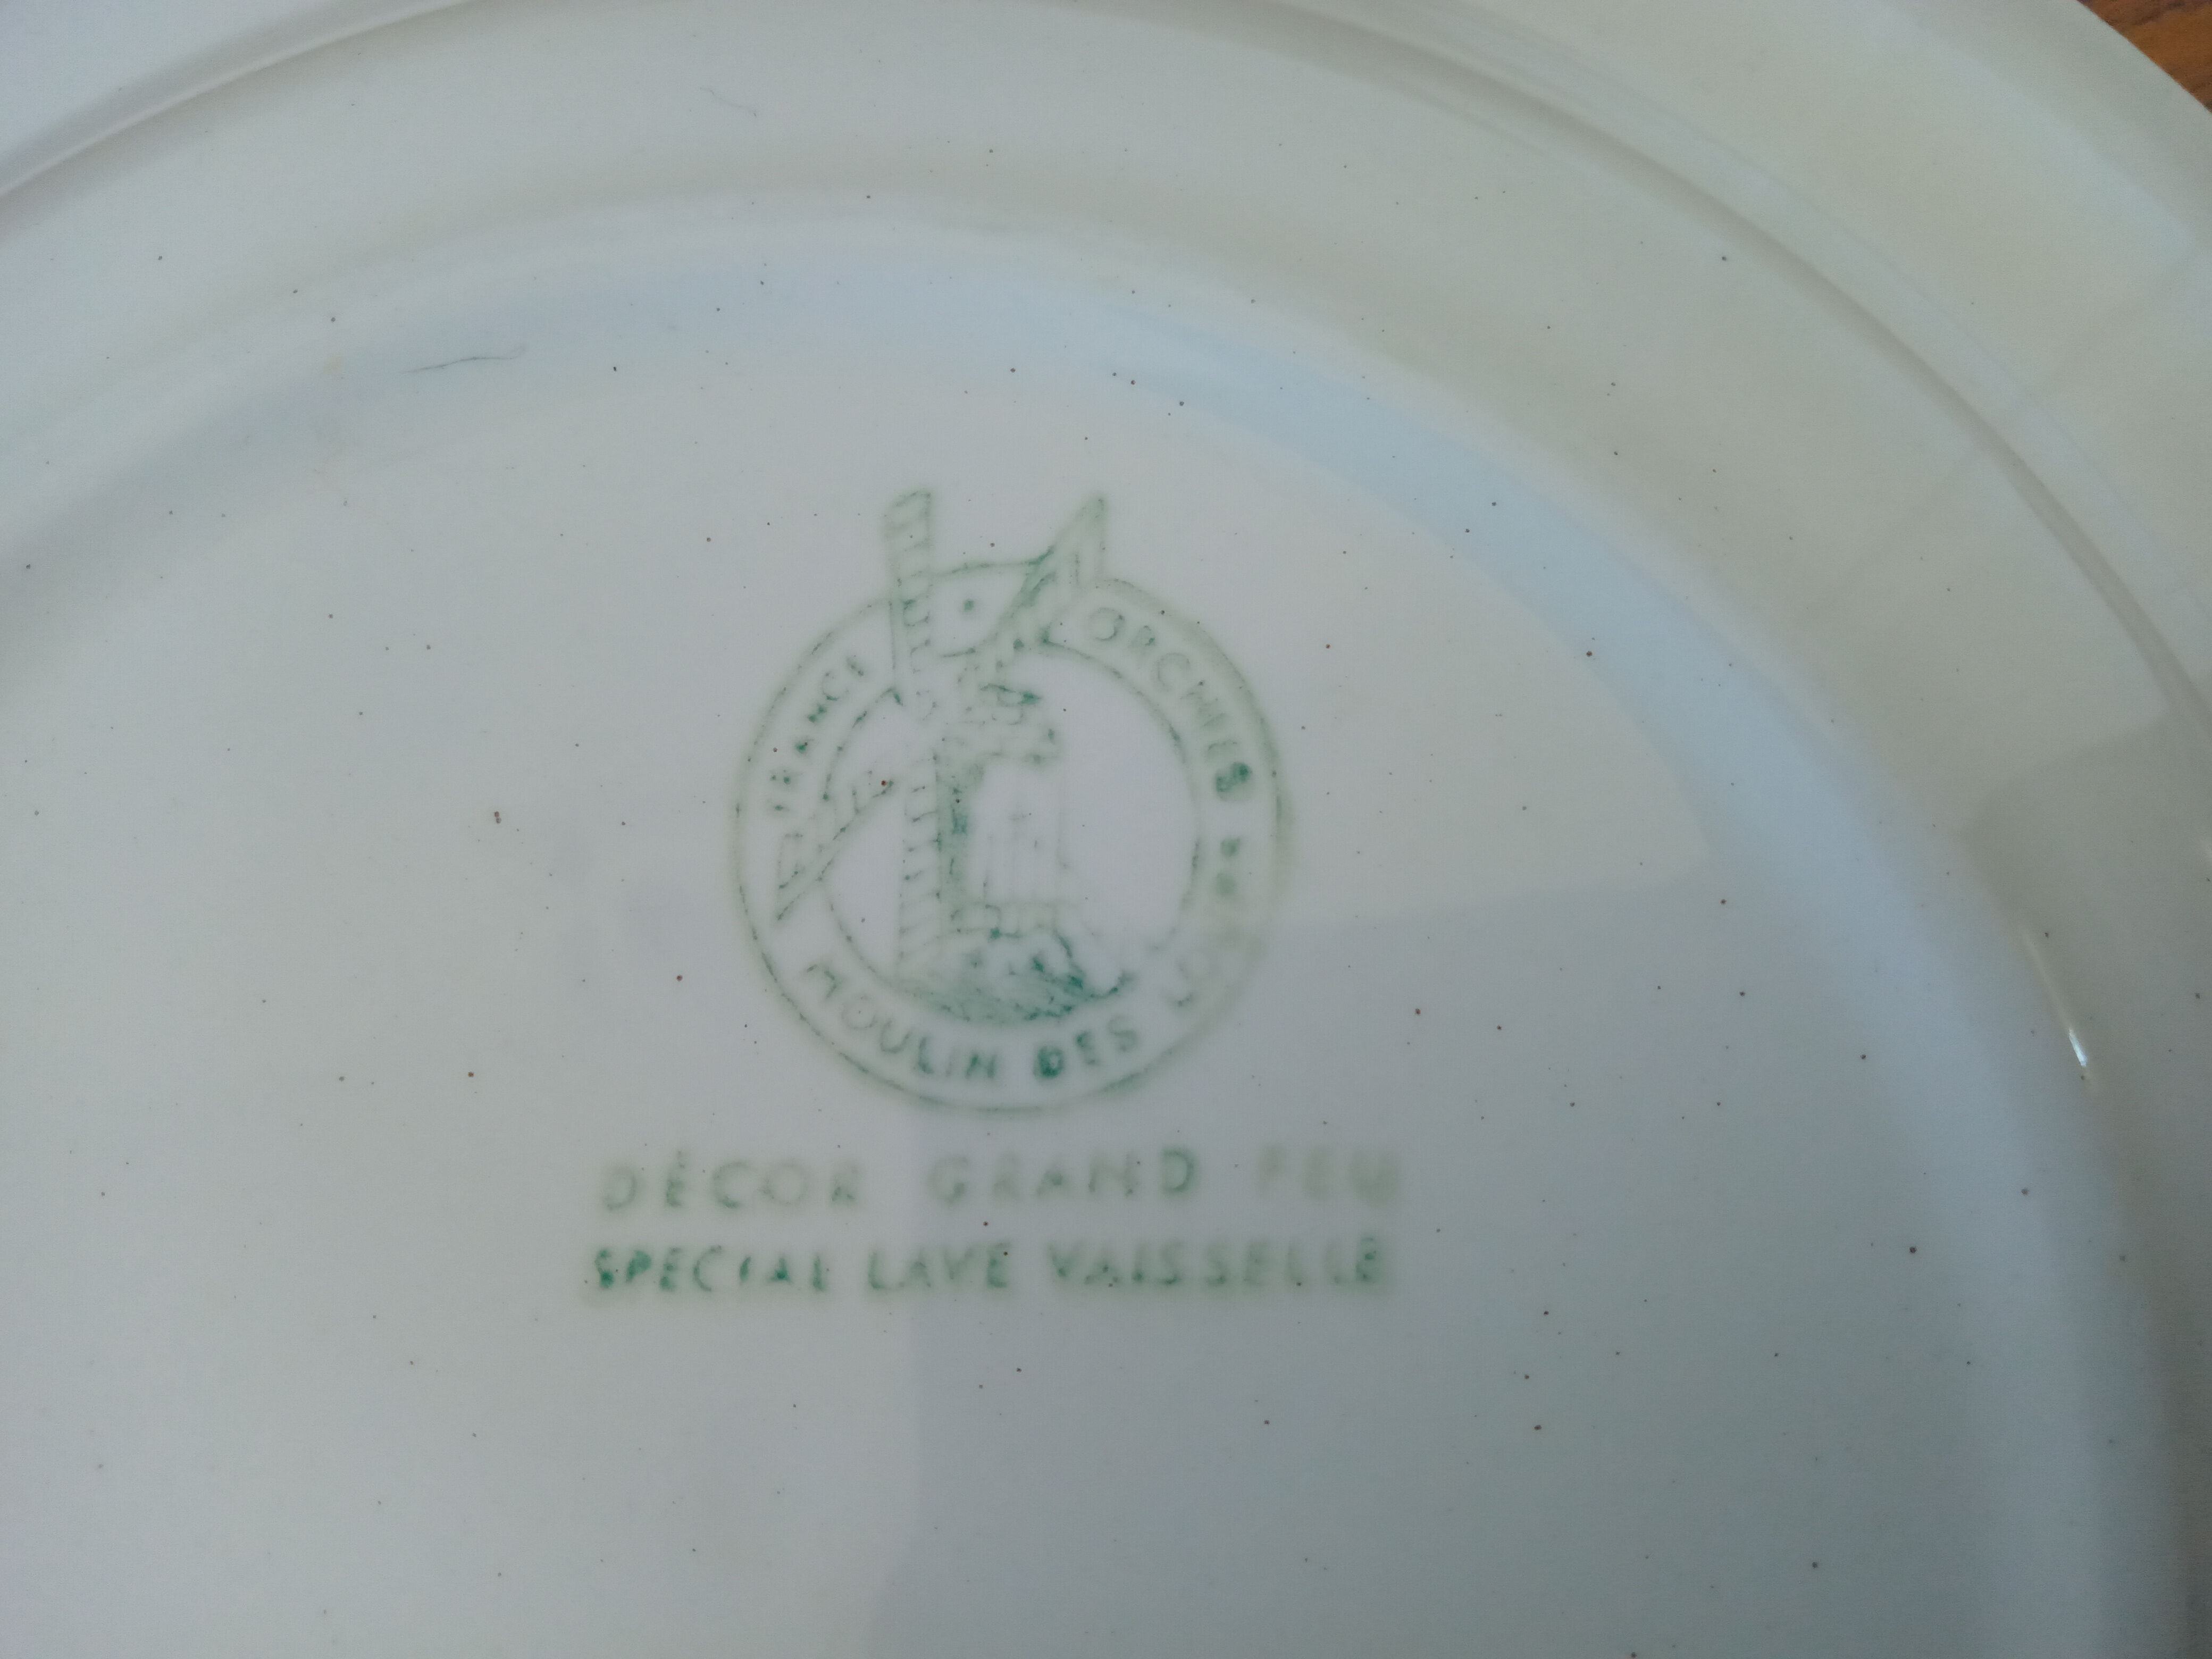 FRANCE
ORCHIES
MOULIN DES
DÉCOR GRAND FEU
SPECIAL LAVE VAISSELLE